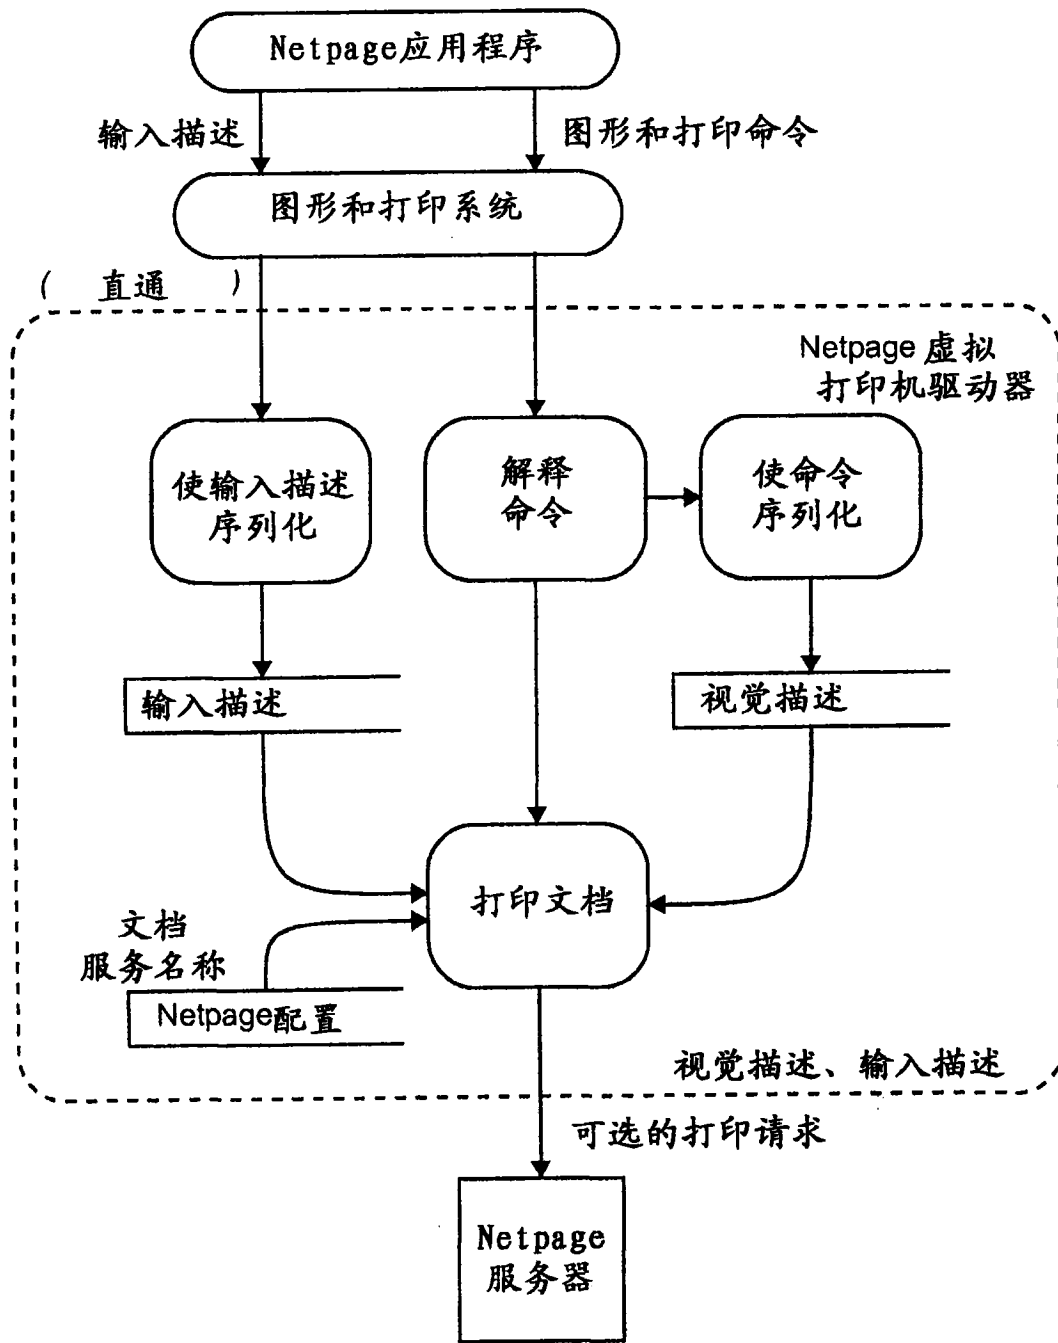 Netpage应用程序
输入描述
图形和打印命令
图形和打印系统
( 直通 )
Netpage 虚拟
打印机驱动器
使输入描述
序列化
解释
命令
使命令
序列化
输入描述
视觉描述
打印文档
文档
服务名称
Netpage配置
视觉描述、输入描述
可选的打印请求
Netpage
服务器